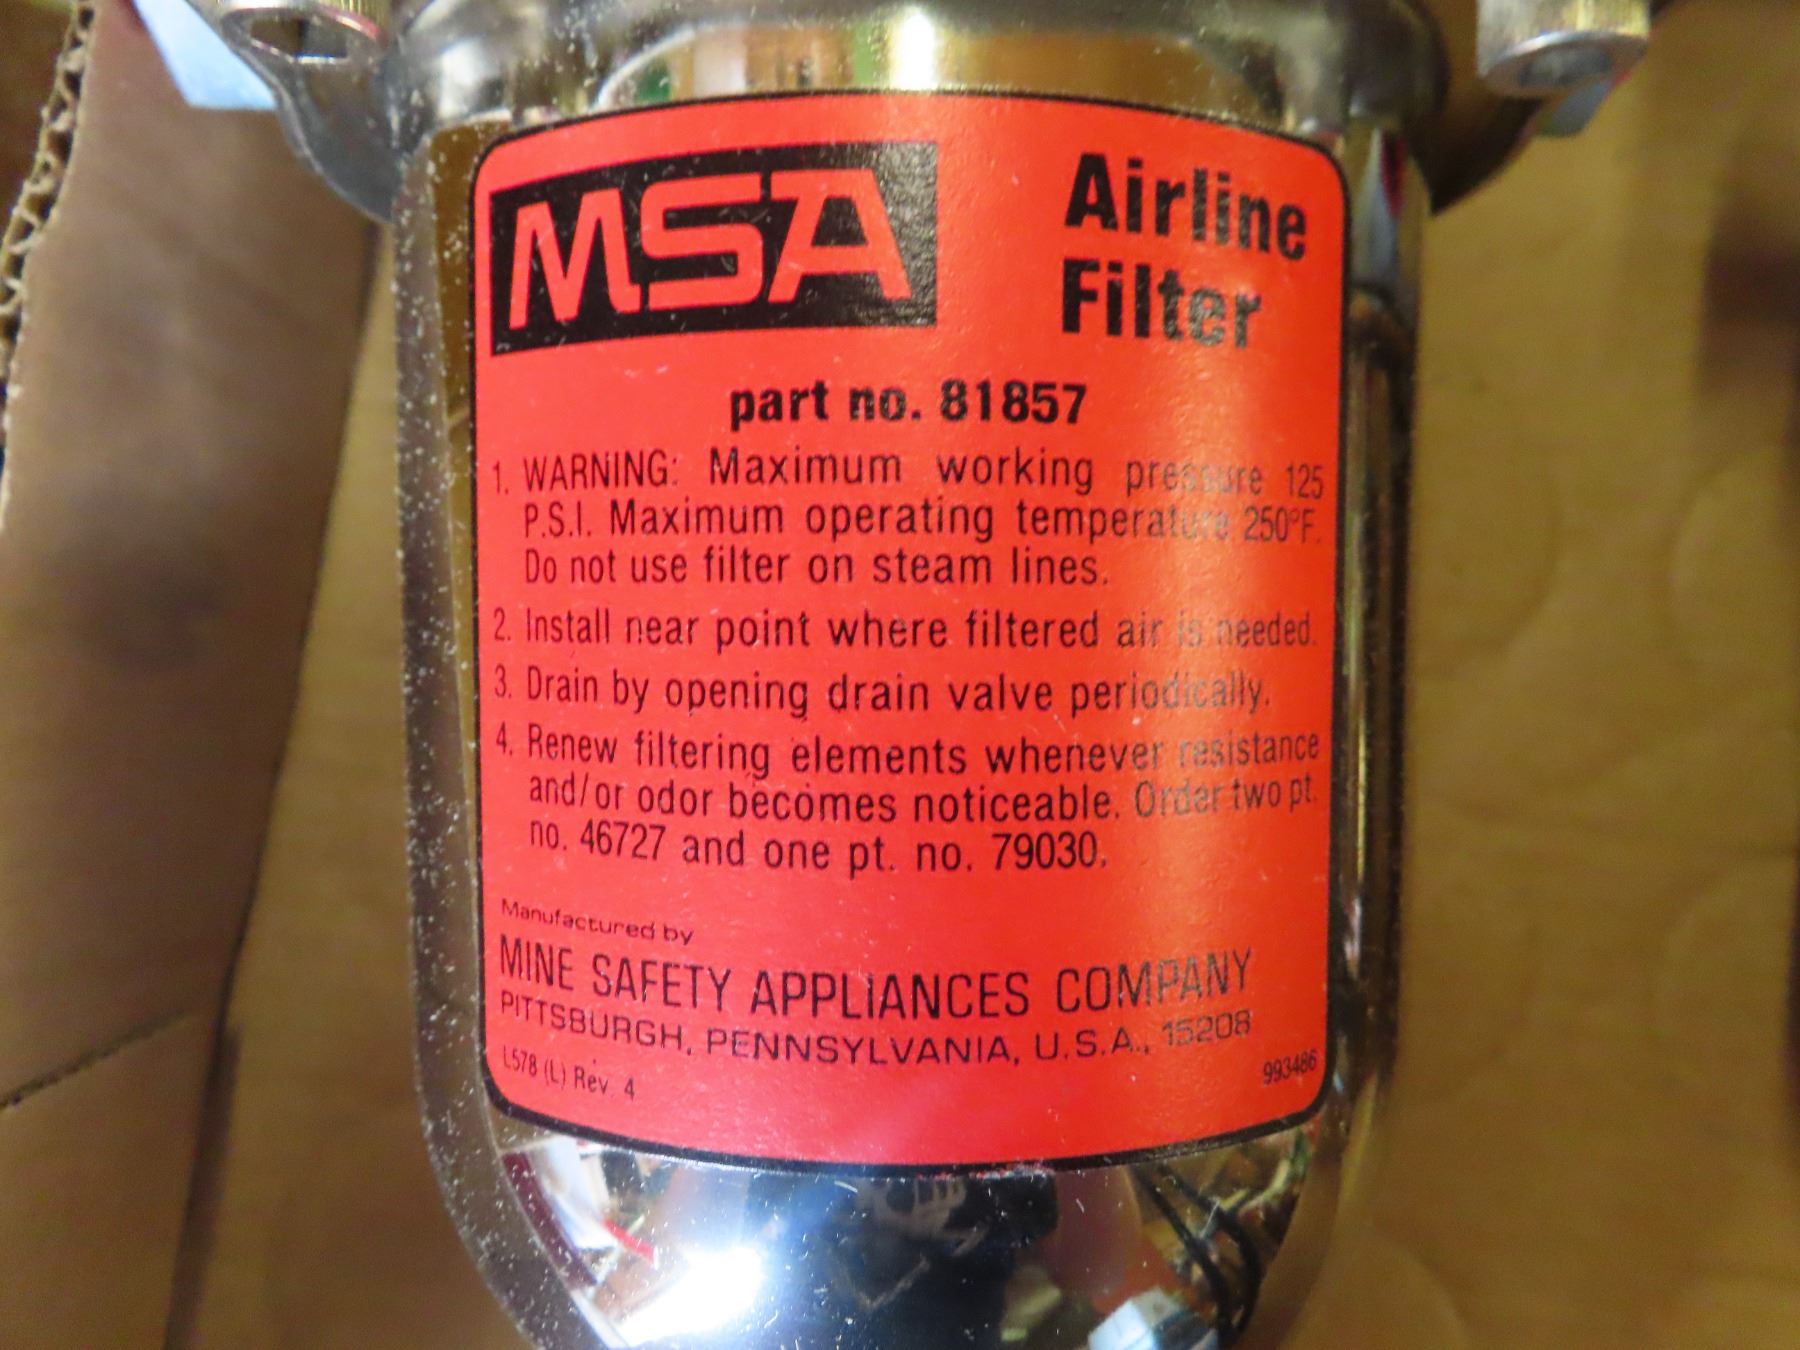 MSA
Airline
Filter
part no. 81857
1. WARNING: Maximum working pressure 125
P.S.I. Maximum operating temperature 250°F.
Do not use filter on steam lines.
2. Install near point where filtered air is needed.
3. Drain by opening drain valve periodically.
4. Renew filtering elements whenever resistance
and/or odor becomes noticeable. Order two pt.
no. 46727 and one pt. no. 79030.
Manufactured by
MINE SAFETY APPLIANCES COMPANY
PITTSBURGH, PENNSYLVANIA, U.S.A., 15208
L578 (L) Rev. 4
993486